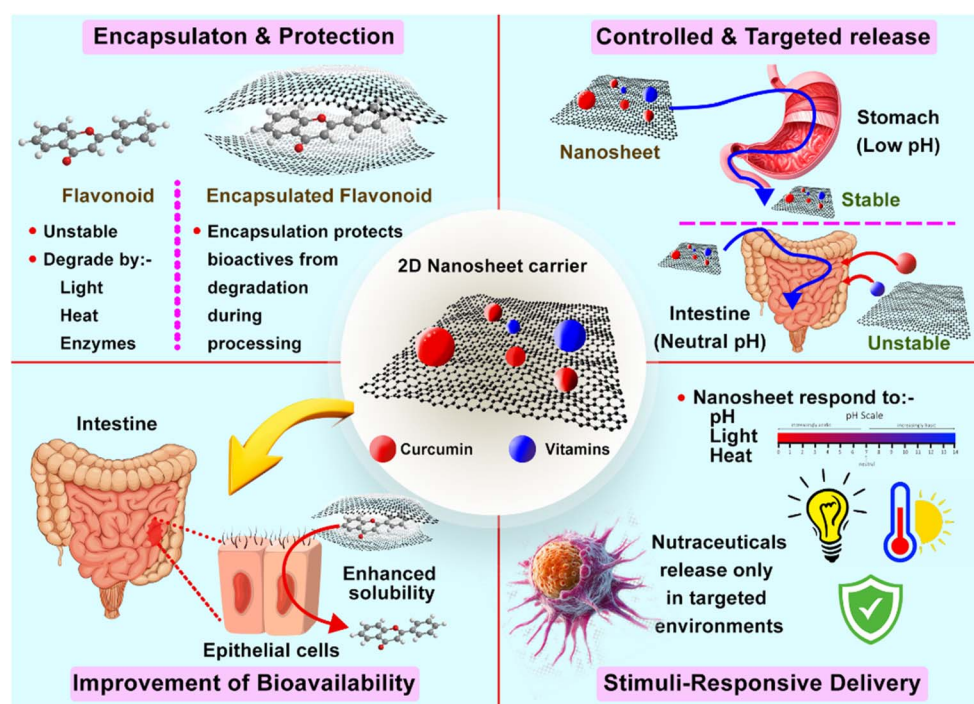 Encapsulaton & Protection
Flavonoid
Encapsulated Flavonoid
• Unstable
• Degrade by:-
Light
Heat
Enzymes
• Encapsulation protects
bioactives from
degradation
during
processing
Controlled & Targeted release
Nanosheet
Stomach
(Low pH)
Stable
Intestine
(Neutral pH)
Unstable
2D Nanosheet carrier
Curcumin
Vitamins
Intestine
Enhanced
solubility
Epithelial cells
Improvement of Bioavailability
• Nanosheet respond to:-
pH
Light
Heat
pH Scale
0 1 2 3 4 5 6 7 8 9 10 11 12 13 14
neutral
Nutraceuticals
release only
in targeted
environments
Stimuli-Responsive Delivery